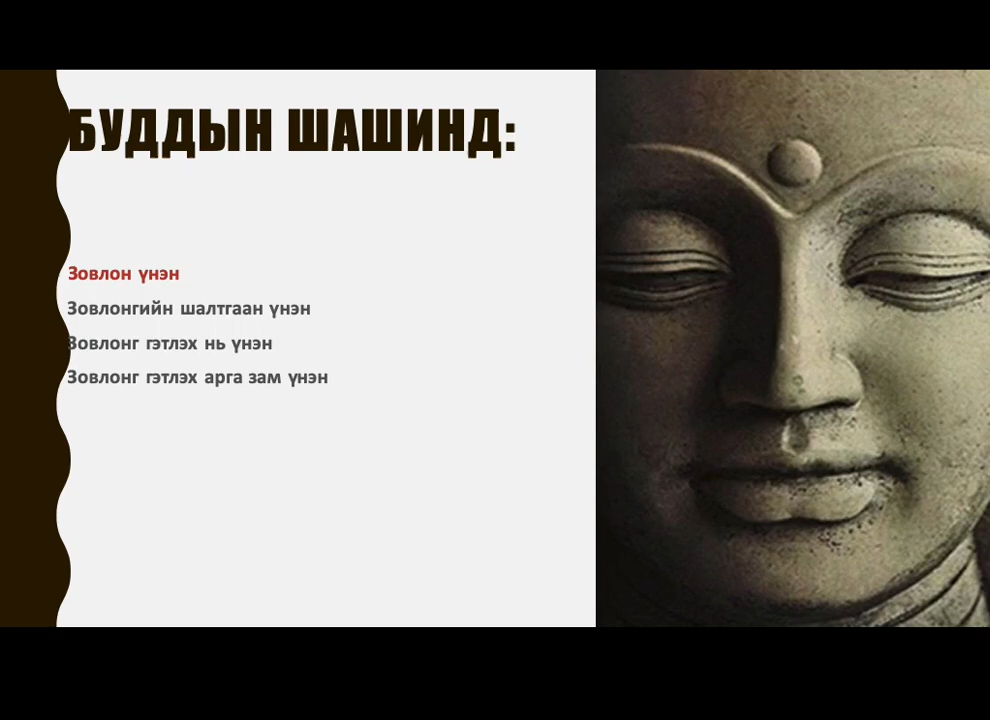 БУДДЫН ШАШИНД:
Зовлон үнэн
Зовлонгийн шалтгаан үнэн
Зовлонг гэтлэх нь үнэн
Зовлонг гэтлэх арга зам үнэн